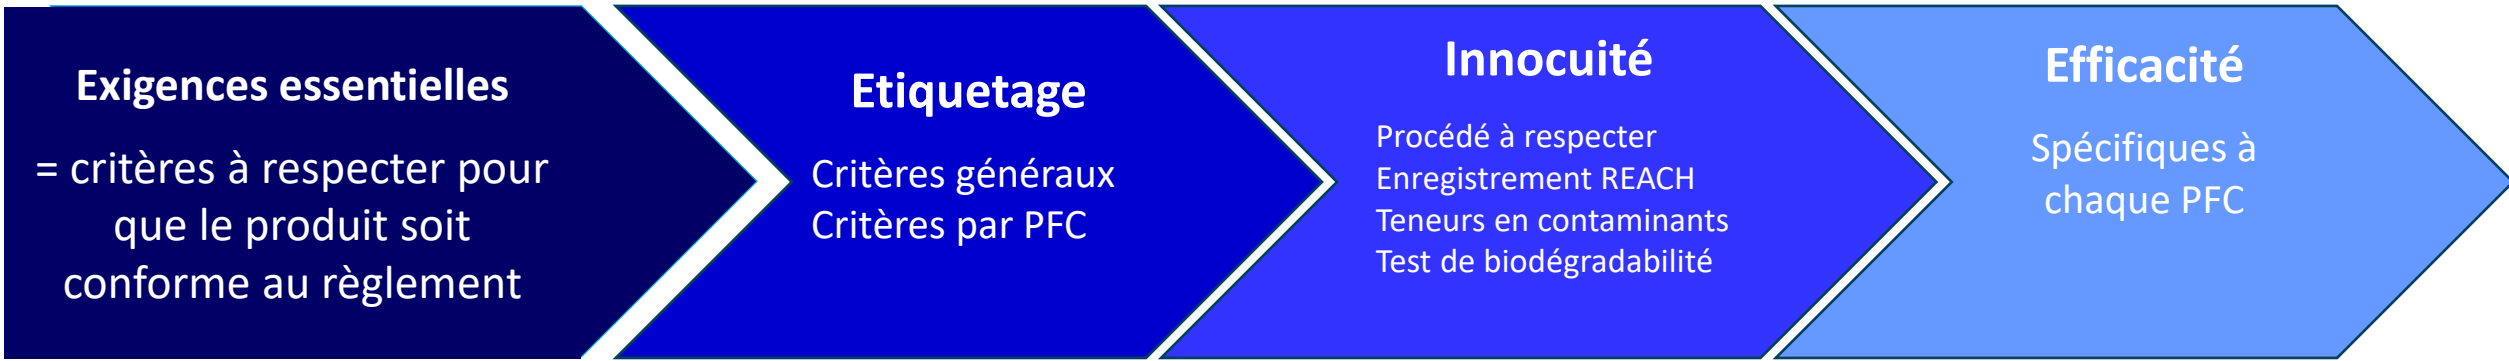 Exigences essentielles
= critères à respecter pour
que le produit soit
conforme au règlement
Etiquetage
Critères généraux
Critères par PFC
Innocuité
Procédé à respecter
Enregistrement REACH
Teneurs en contaminants
Test de biodégradabilité
Efficacité
Spécifiques à
chaque PFC